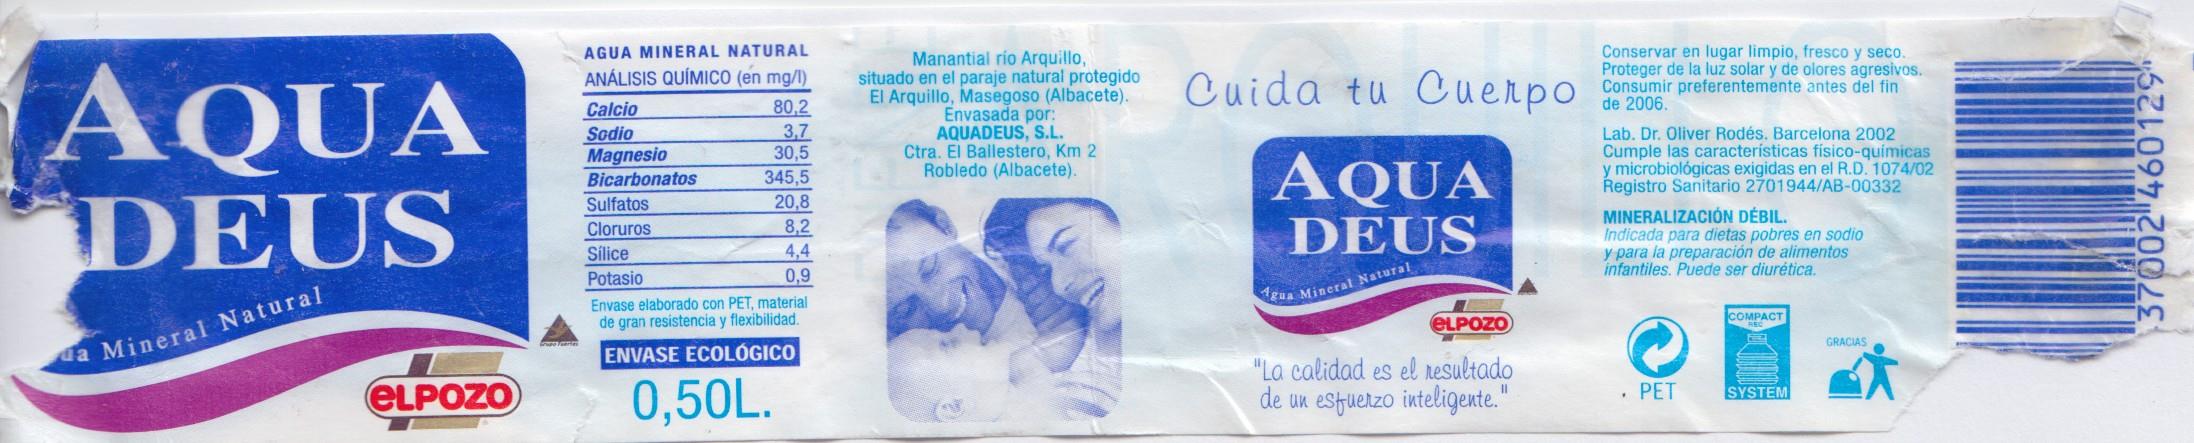 AQUA
DEUS
ua Mineral Natural
ELPOZO
Grupo Fuertes
AGUA MINERAL NATURAL
ANÁLISIS QUÍMICO (en mg/l)
Calcio 80,2
Sodio 3,7
Magnesio 30,5
Bicarbonatos 345,5
Sulfatos 20,8
Cloruros 8,2
Sílice 4,4
Potasio 0,9
Envase elaborado con PET, material
de gran resistencia y flexibilidad.
ENVASE ECOLÓGICO
0,50L.
Manantial río Arquillo,
situado en el paraje natural protegido
El Arquillo, Masegoso (Albacete).
Envasada por:
AQUADEUS, S.L.
Ctra. El Ballestero, Km 2
Robledo (Albacete).
Cuida tu Cuerpo
AQUA
DEUS
Agua Mineral Natural
ELPOZO
"La calidad es el resultado
de un esfuerzo inteligente."
Conservar en lugar limpio, fresco y seco.
Proteger de la luz solar y de olores agresivos.
Consumir preferentemente antes del fin
de 2006.
Lab. Dr. Oliver Rodés. Barcelona 2002
Cumple las características físico-químicas
y microbiológicas exigidas en el R.D. 1074/02
Registro Sanitario 2701944/AB-00332
MINERALIZACIÓN DÉBIL.
Indicada para dietas pobres en sodio
y para la preparación de alimentos
infantiles. Puede ser diurética.
PET
COMPACT
REC
SYSTEM
GRACIAS
37002 460129